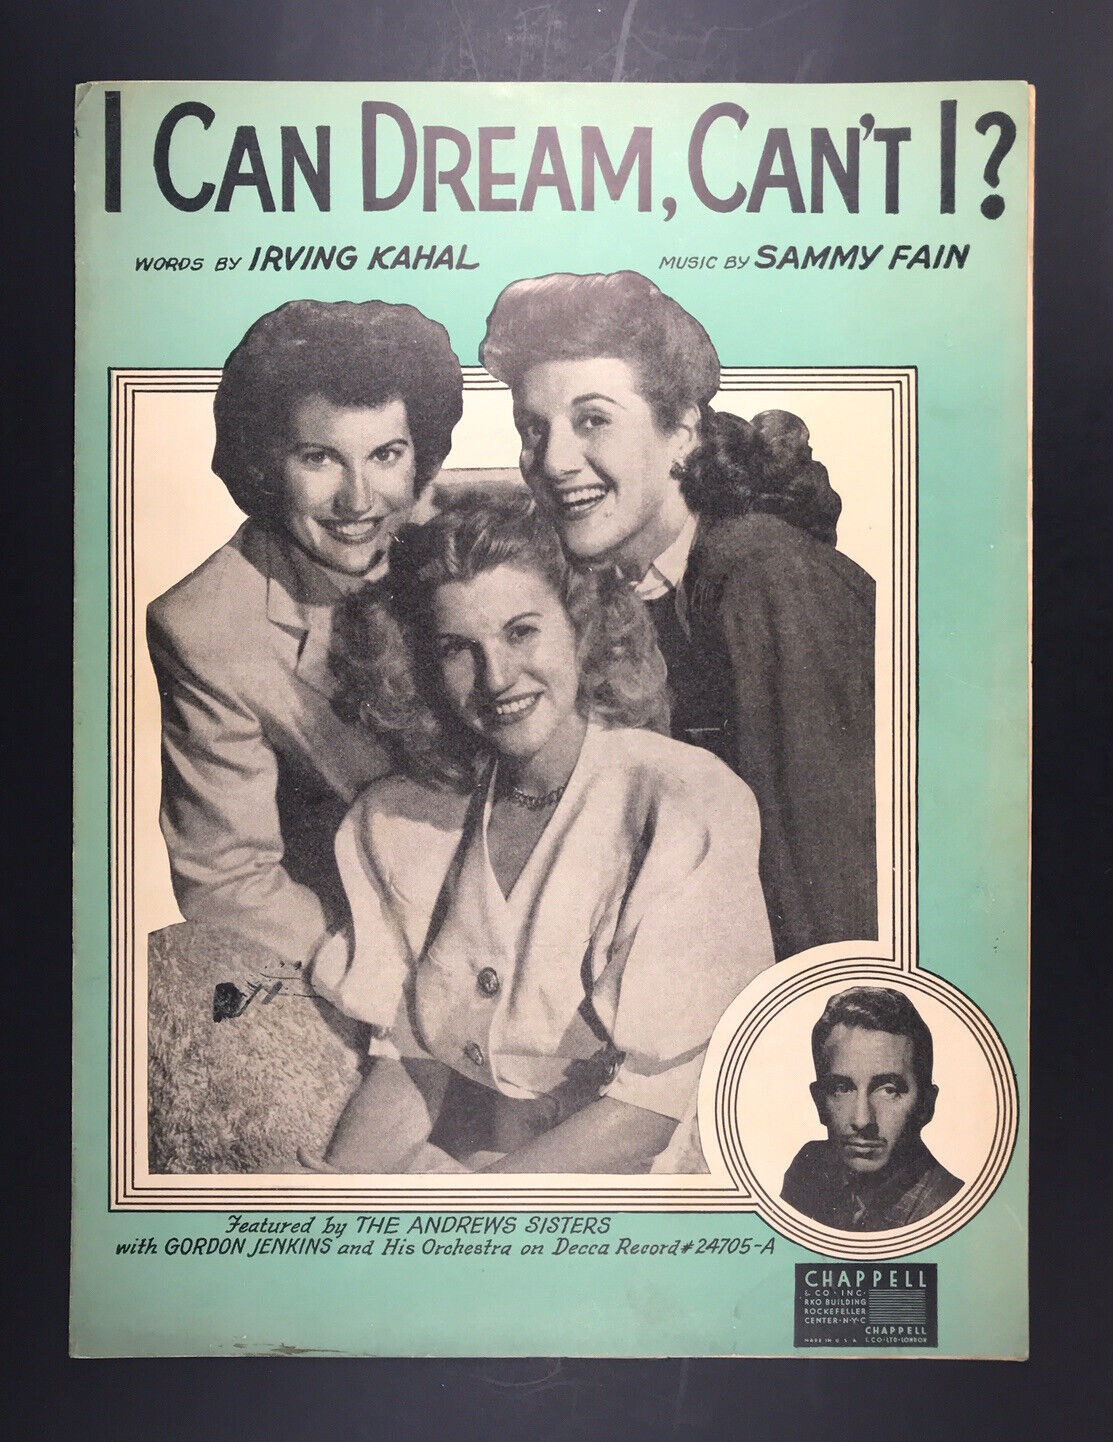 I CAN DREAM, CAN'T I?
WORDS BY IRVING KAHAL
MUSIC BY SAMMY FAIN
Featured by THE ANDREWS SISTERS
with GORDON JENKINS and His Orchestra on Decca Record #24705-A
CHAPPELL
& CO · INC ·
RKO BUILDING
ROCKEFELLER
CENTER · N·Y·C
CHAPPELL
MADE IN U.S.A. & CO · LTD · LONDON